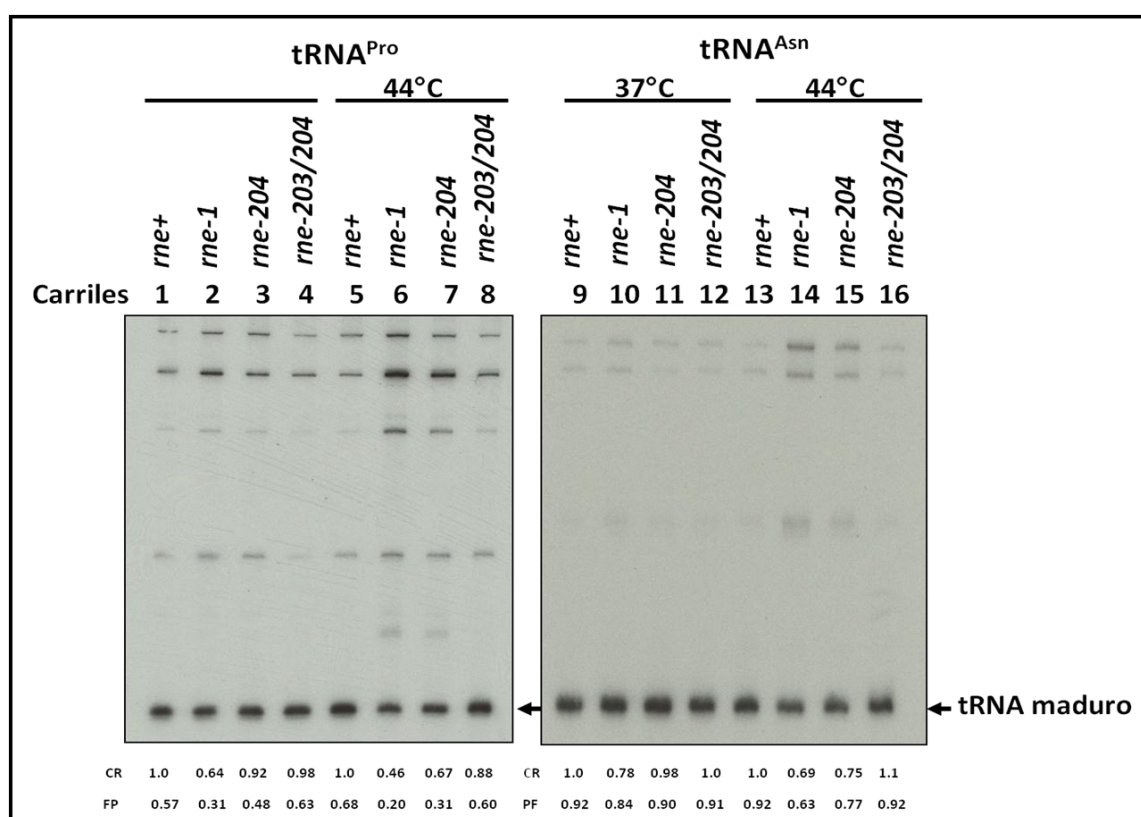 tRNAPro tRNAAsn
44°C 37°C 44°C
rne+ rne-1 rne-204 rne-203/204 rne+ rne-1 rne-204 rne-203/204 rne+ rne-1 rne-204 rne-203/204 rne+ rne-1 rne-204 rne-203/204
Carriles 1 2 3 4 5 6 7 8 9 10 11 12 13 14 15 16
tRNA maduro
CR 1.0 0.64 0.92 0.98 1.0 0.46 0.67 0.88 CR 1.0 0.78 0.98 1.0 1.0 0.69 0.75 1.1
FP 0.57 0.31 0.48 0.63 0.68 0.20 0.31 0.60 PF 0.92 0.84 0.90 0.91 0.92 0.63 0.77 0.92